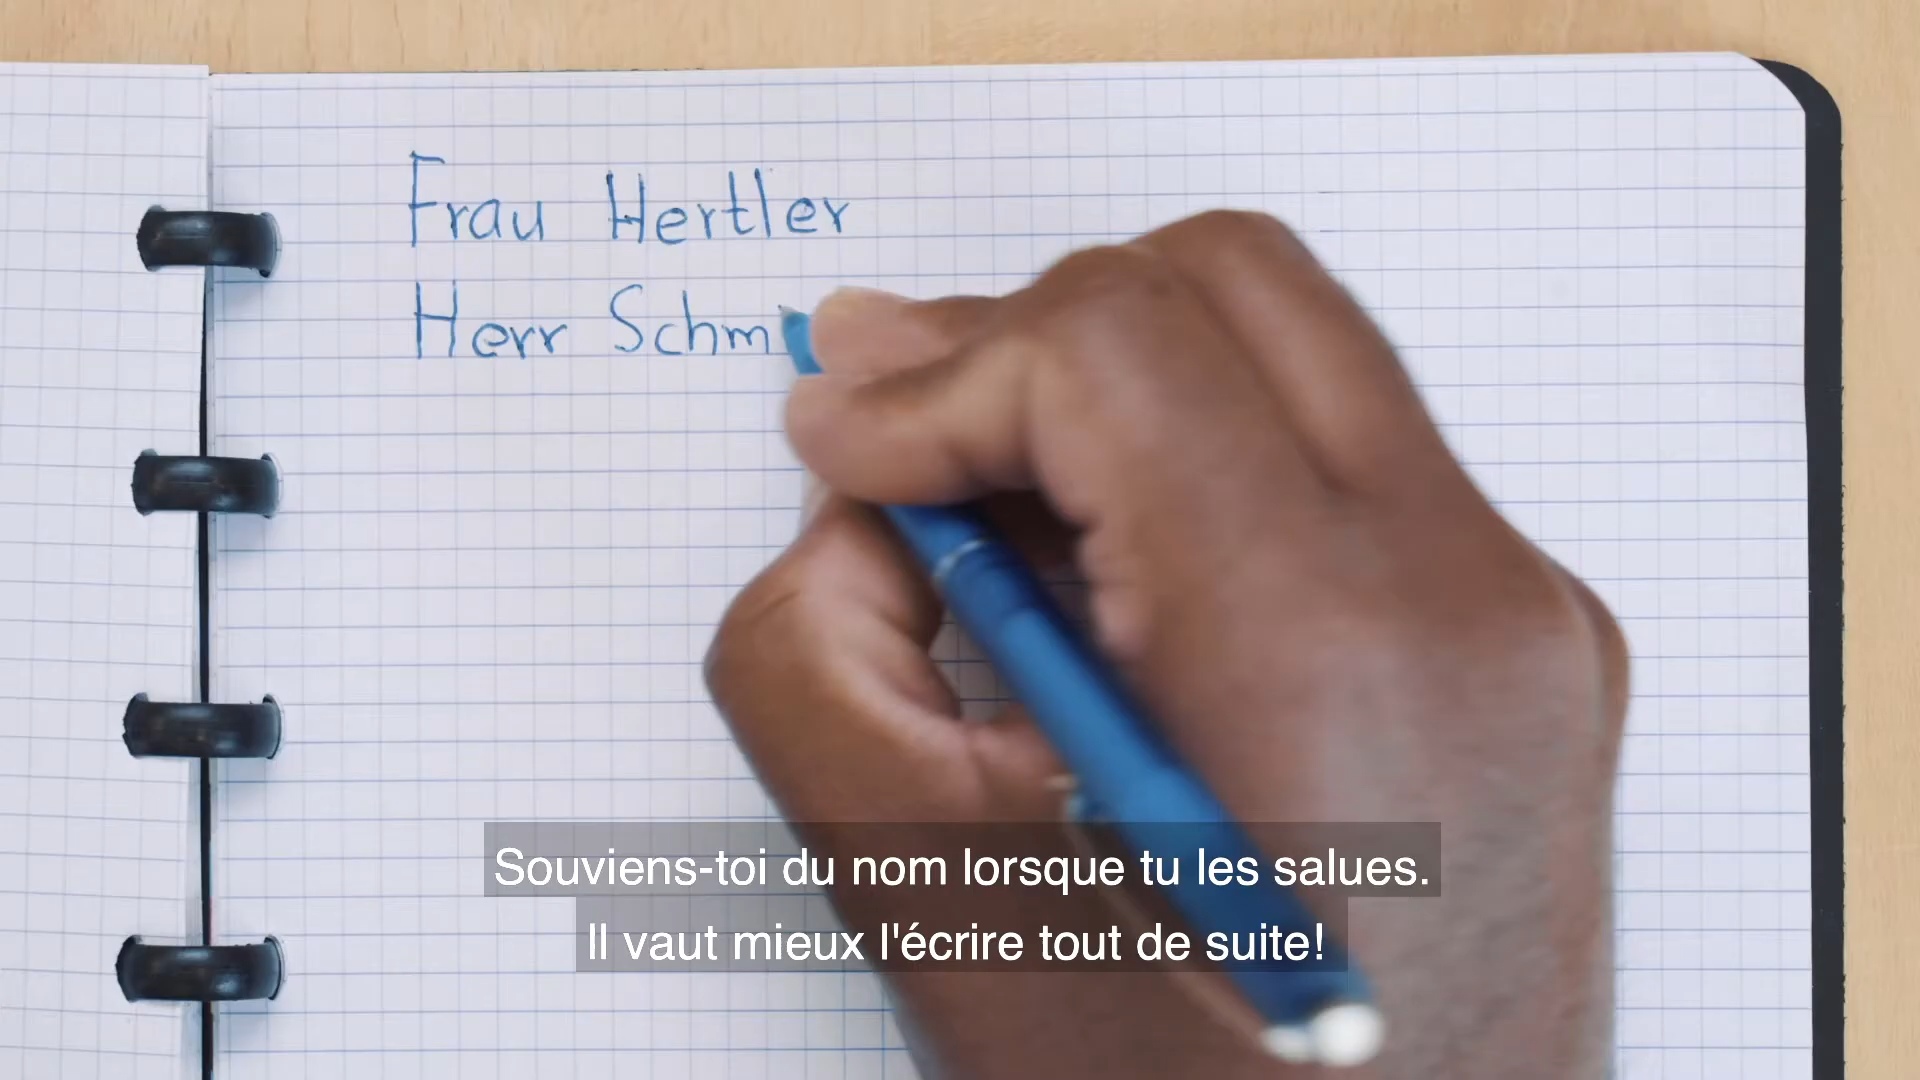 Frau Hertler
Herr Schm
Souviens-toi du nom lorsque tu les salues.
Il vaut mieux l'écrire tout de suite!